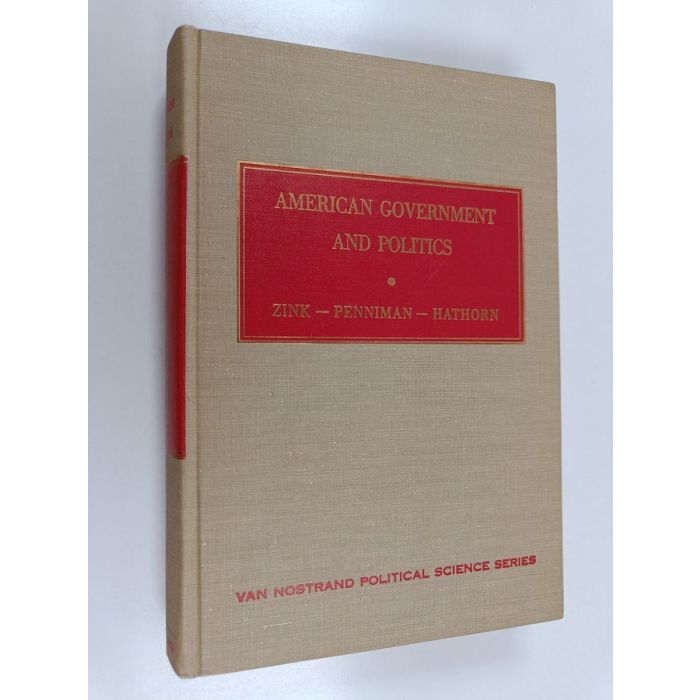 AMERICAN GOVERNMENT
AND POLITICS
ZINK — PENNIMAN — HATHORN
VAN NOSTRAND POLITICAL SCIENCE SERIES